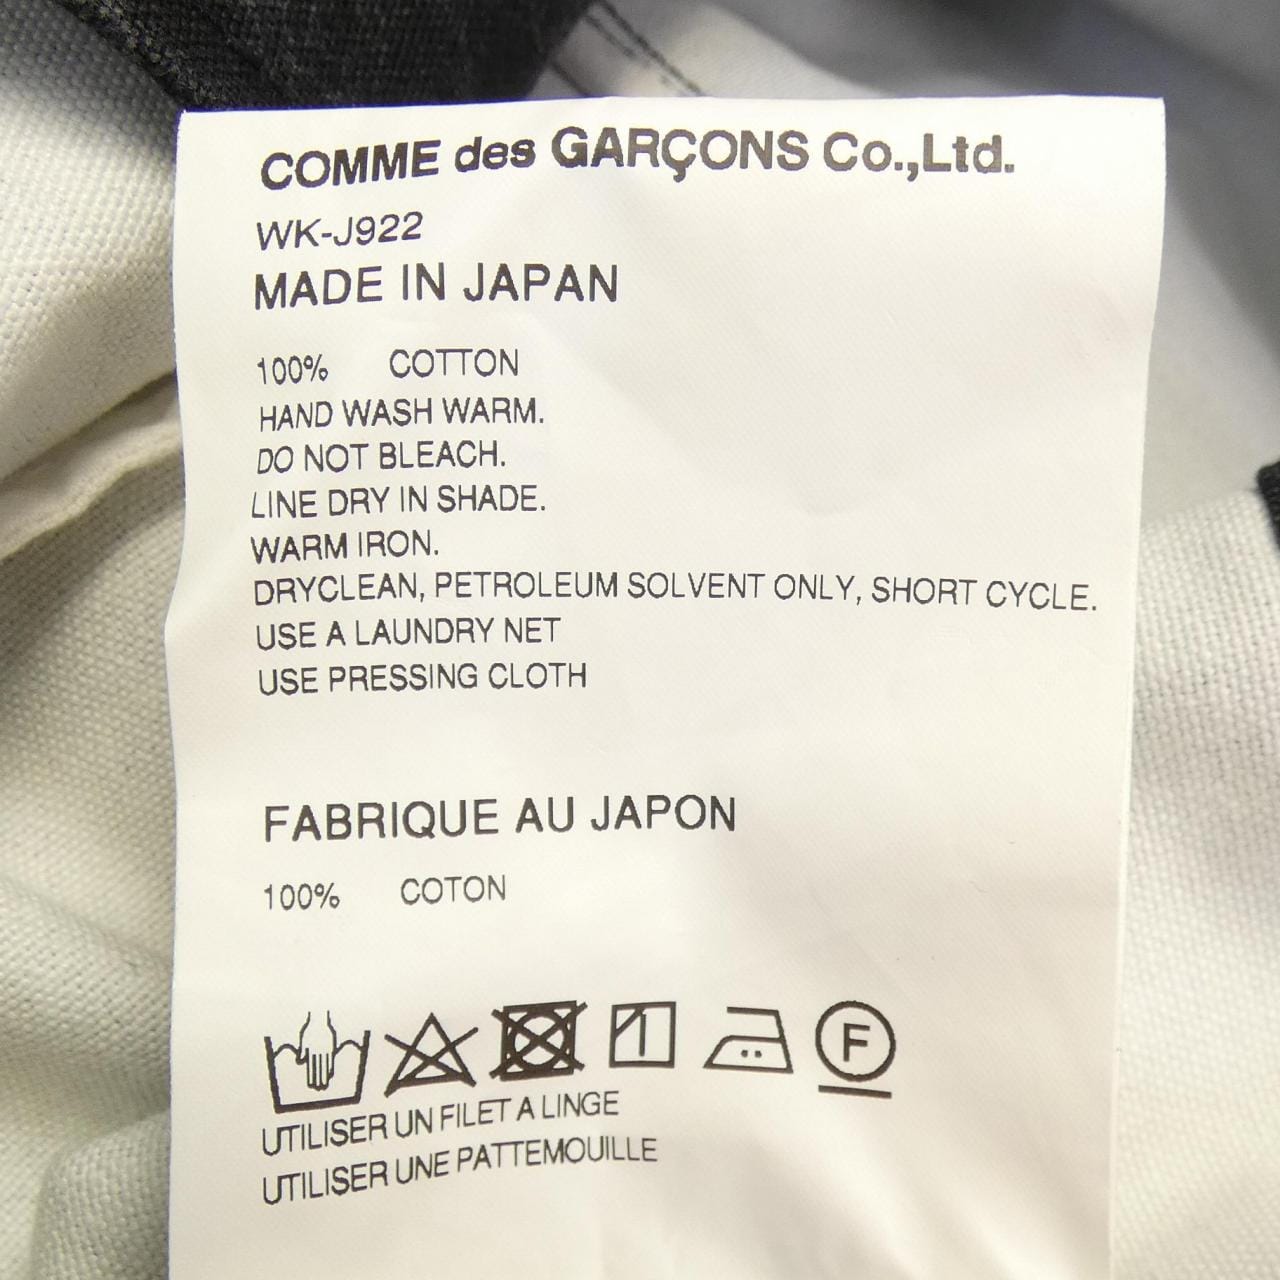 COMME des GARÇONS Co.,Ltd.
WK-J922
MADE IN JAPAN
100% COTTON
HAND WASH WARM.
DO NOT BLEACH.
LINE DRY IN SHADE.
WARM IRON.
DRYCLEAN, PETROLEUM SOLVENT ONLY, SHORT CYCLE.
USE A LAUNDRY NET
USE PRESSING CLOTH
FABRIQUE AU JAPON
100% COTON
F
UTILISER UN FILET A LINGE
UTILISER UNE PATTEMOUILLE